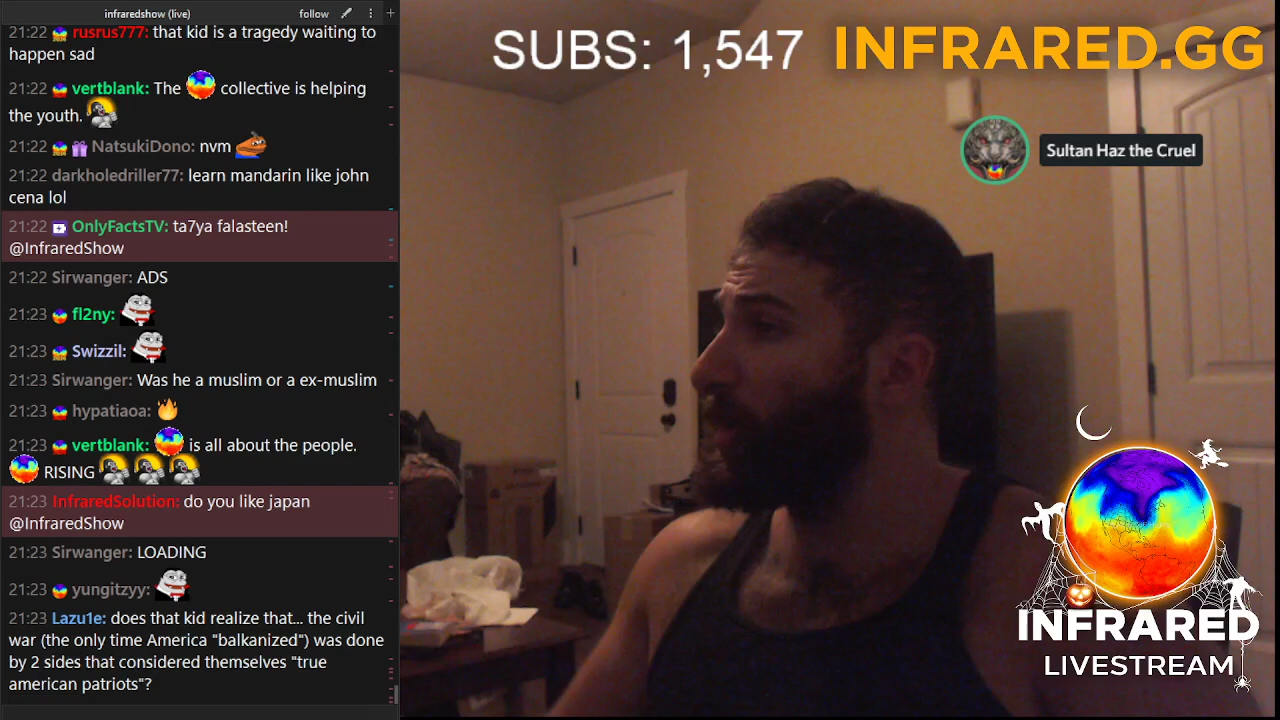 infraredshow (live)
follow
SUBS: 1,547
INFRARED.GG
21:22 rusrus777: that kid is a tragedy waiting to
happen sad
21:22 vertblank: The collective is helping
the youth.
21:22 NatsukiDono: nvm
21:22 darkholedriller77: learn mandarin like john
cena lol
21:22 OnlyFactsTV: ta7ya falasteen!
@InfraredShow
21:22 Sirwanger: ADS
21:23 fl2ny:
21:23 Swizzil:
21:23 Sirwanger: Was he a muslim or a ex-muslim
21:23 hypatiaoa:
21:23 vertblank: is all about the people.
RISING
21:23 InfraredSolution: do you like japan
@InfraredShow
21:23 Sirwanger: LOADING
21:23 yungitzyy:
21:23 Lazu1e: does that kid realize that... the civil
war (the only time America "balkanized") was done
by 2 sides that considered themselves "true
american patriots"?
Sultan Haz the Cruel
INFRARED
LIVESTREAM